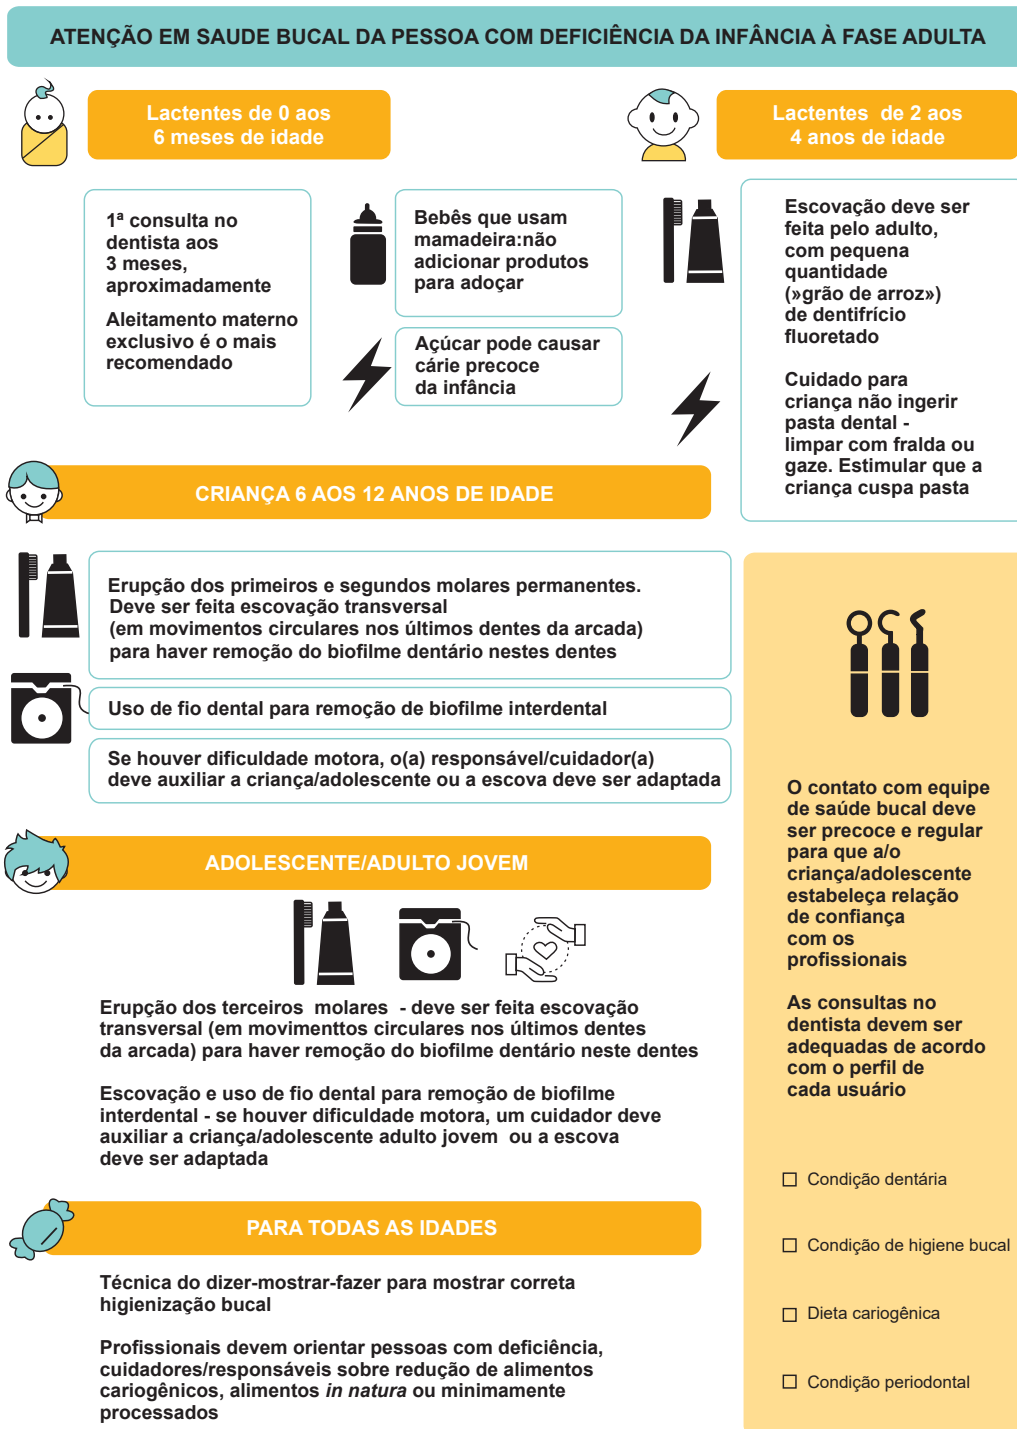 ATENÇÃO EM SAUDE BUCAL DA PESSOA COM DEFICIÊNCIA DA INFÂNCIA À FASE ADULTA
Lactentes de 0 aos
6 meses de idade
1ª consulta no
dentista aos
3 meses,
aproximadamente
Aleitamento materno
exclusivo é o mais
recomendado
Bebês que usam
mamadeira:não
adicionar produtos
para adoçar
Açúcar pode causar
cárie precoce
da infância
Lactentes de 2 aos
4 anos de idade
Escovação deve ser
feita pelo adulto,
com pequena
quantidade
(»grão de arroz»)
de dentifrício
fluoretado
Cuidado para
criança não ingerir
pasta dental -
limpar com fralda ou
gaze. Estimular que a
criança cuspa pasta
CRIANÇA 6 AOS 12 ANOS DE IDADE
Erupção dos primeiros e segundos molares permanentes.
Deve ser feita escovação transversal
(em movimentos circulares nos últimos dentes da arcada)
para haver remoção do biofilme dentário nestes dentes
Uso de fio dental para remoção de biofilme interdental
Se houver dificuldade motora, o(a) responsável/cuidador(a)
deve auxiliar a criança/adolescente ou a escova deve ser adaptada
ADOLESCENTE/ADULTO JOVEM
Erupção dos terceiros molares - deve ser feita escovação
transversal (em movimenttos circulares nos últimos dentes
da arcada) para haver remoção do biofilme dentário neste dentes
Escovação e uso de fio dental para remoção de biofilme
interdental - se houver dificuldade motora, um cuidador deve
auxiliar a criança/adolescente adulto jovem ou a escova
deve ser adaptada
PARA TODAS AS IDADES
Técnica do dizer-mostrar-fazer para mostrar correta
higienização bucal
Profissionais devem orientar pessoas com deficiência,
cuidadores/responsáveis sobre redução de alimentos
cariogênicos, alimentos in natura ou minimamente
processados
O contato com equipe
de saúde bucal deve
ser precoce e regular
para que a/o
criança/adolescente
estabeleça relação
de confiança
com os
profissionais
As consultas no
dentista devem ser
adequadas de acordo
com o perfil de
cada usuário
Condição dentária
Condição de higiene bucal
Dieta cariogênica
Condição periodontal